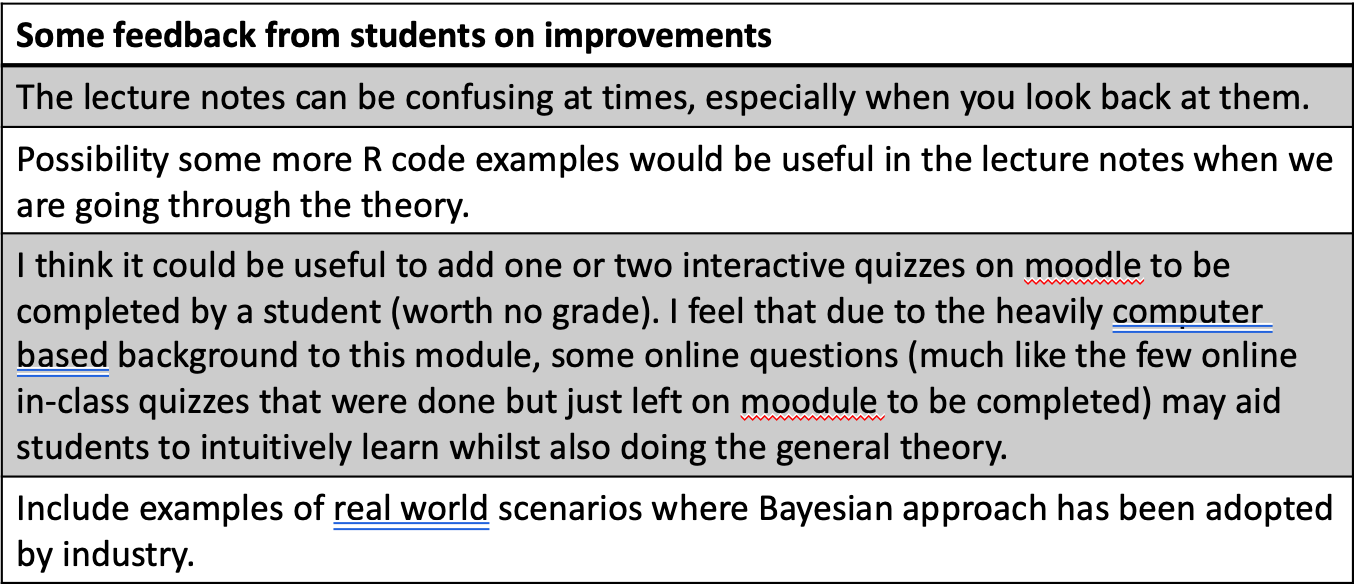 Some feedback from students on improvements
The lecture notes can be confusing at times, especially when you look back at them.
Possibility some more R code examples would be useful in the lecture notes when we
are going through the theory.
I think it could be useful to add one or two interactive quizzes on moodle to be
completed by a student (worth no grade). I feel that due to the heavily computer
based background to this module, some online questions (much like the few online
in-class quizzes that were done but just left on moodule to be completed) may aid
students to intuitively learn whilst also doing the general theory.
Include examples of real world scenarios where Bayesian approach has been adopted
by industry.